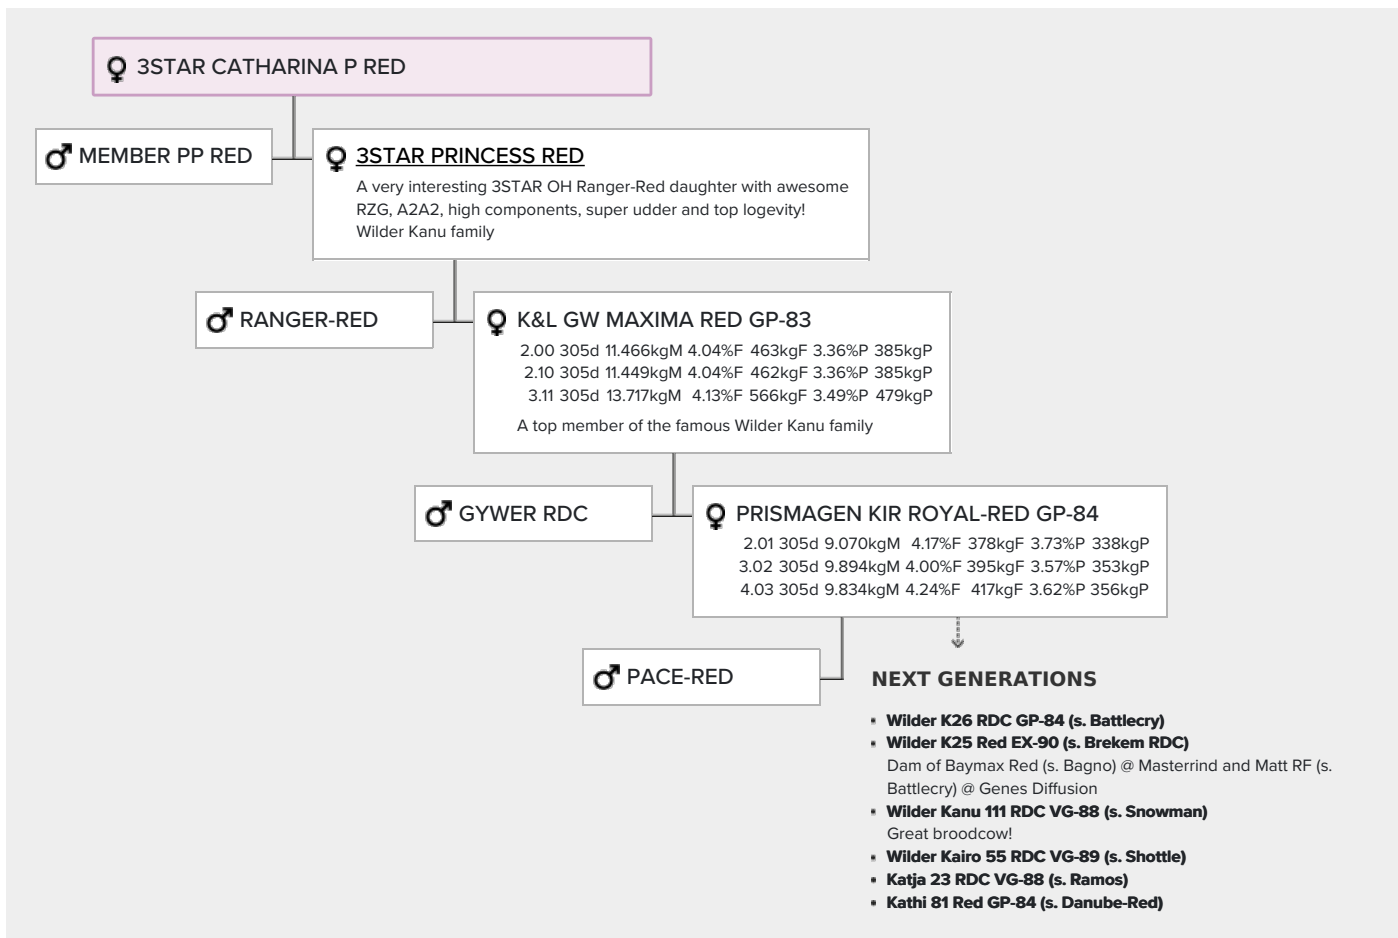 3STAR CATHARINA P RED
MEMBER PP RED
3STAR PRINCESS RED
A very interesting 3STAR OH Ranger-Red daughter with awesome
RZG, A2A2, high components, super udder and top logevity!
Wilder Kanu family
RANGER-RED
K&L GW MAXIMA RED GP-83
2.00 305d 11.466kgM 4.04%F 463kgF 3.36%P 385kgP
2.10 305d 11.449kgM 4.04%F 462kgF 3.36%P 385kgP
3.11 305d 13.717kgM 4.13%F 566kgF 3.49%P 479kgP
A top member of the famous Wilder Kanu family
GYWER RDC
PRISMAGEN KIR ROYAL-RED GP-84
2.01 305d 9.070kgM 4.17%F 378kgF 3.73%P 338kgP
3.02 305d 9.894kgM 4.00%F 395kgF 3.57%P 353kgP
4.03 305d 9.834kgM 4.24%F 417kgF 3.62%P 356kgP
PACE-RED
NEXT GENERATIONS
Wilder K26 RDC GP-84 (s. Battlecry)
Wilder K25 Red EX-90 (s. Brekem RDC)
Dam of Baymax Red (s. Bagno) @ Masterrind and Matt RF (s.
Battlecry) @ Genes Diffusion
Wilder Kanu 111 RDC VG-88 (s. Snowman)
Great broodcow!
Wilder Kairo 55 RDC VG-89 (s. Shottle)
Katja 23 RDC VG-88 (s. Ramos)
Kathi 81 Red GP-84 (s. Danube-Red)